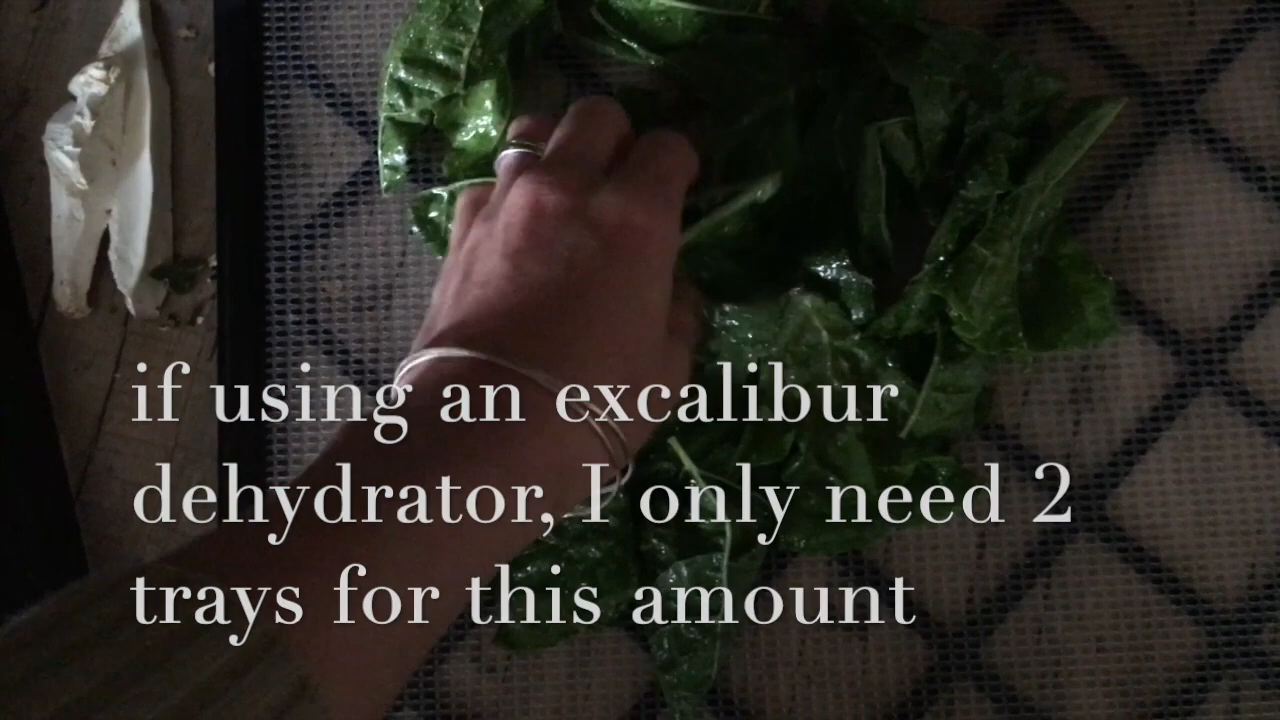 if using an excalibur
dehydrator, I only need 2
trays for this amount